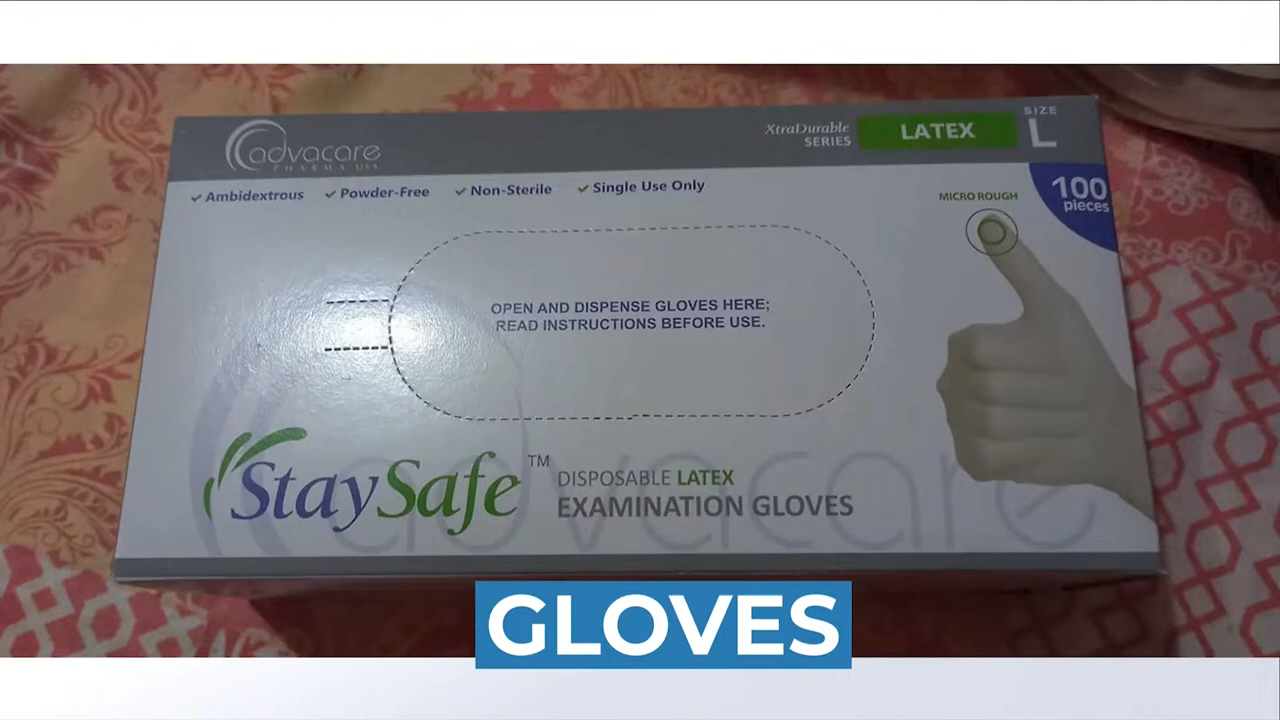 advacare
PHARMA USA
XtraDurable
SERIES
LATEX
SIZE
L
Ambidextrous
Powder-Free
Non-Sterile
Single Use Only
MICRO ROUGH
100
pieces
OPEN AND DISPENSE GLOVES HERE;
READ INSTRUCTIONS BEFORE USE.
StaySafe™
DISPOSABLE LATEX
EXAMINATION GLOVES
advacare
GLOVES